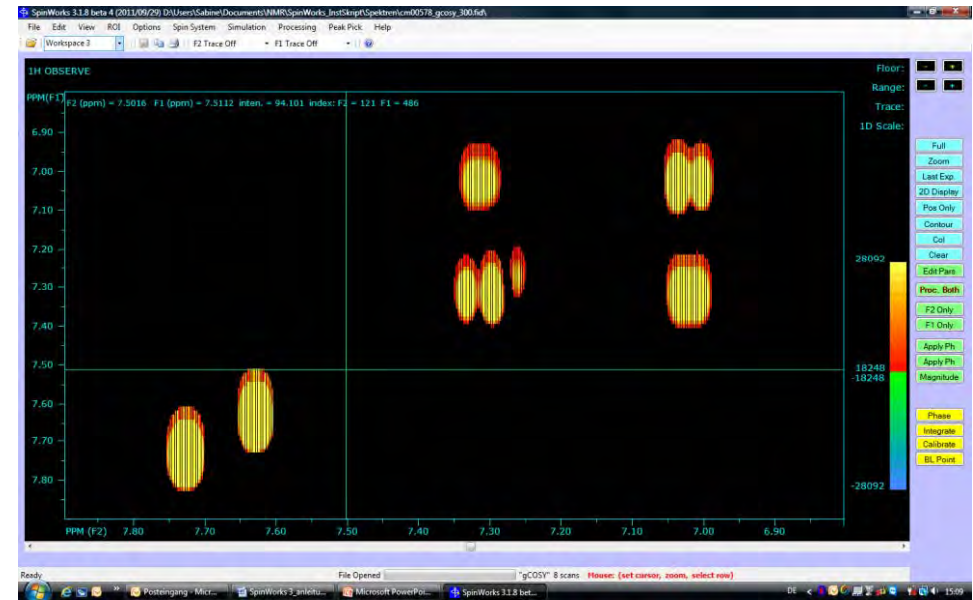 SpinWorks 3.1.8 beta 4 (2011/09/29) D:\Users\Sabine\Documents\NMR\SpinWorks_InstSkript\Spektren\cm00578_gcosy_300.fid\
File Edit View ROI Options Spin System Simulation Processing Peak Pick Help
Workspace 3 F2 Trace Off F1 Trace Off
1H OBSERVE
PPM(F1)
F2 (ppm) = 7.5016 F1 (ppm) = 7.5112 inten. = 94.101 index: F2 = 121 F1 = 486
6.90
7.00
7.10
7.20
7.30
7.40
7.50
7.60
7.70
7.80
PPM (F2) 7.80 7.70 7.60 7.50 7.40 7.30 7.20 7.10 7.00 6.90
Floor: - +
Range: - +
Trace:
1D Scale:
28092
18248
-18248
-28092
Full
Zoom
Last Exp.
2D Display
Pos Only
Contour
Col
Clear
Edit Pars
Proc. Both
F2 Only
F1 Only
Apply Ph
Apply Ph
Magnitude
Phase
Integrate
Calibrate
BL Point
Ready File Opened "gCOSY" 8 scans Mouse: (set cursor, zoom, select row)
Posteingang - Micr... SpinWorks 3_anleitu... Microsoft PowerPoi... SpinWorks 3.1.8 bet... DE 15:09